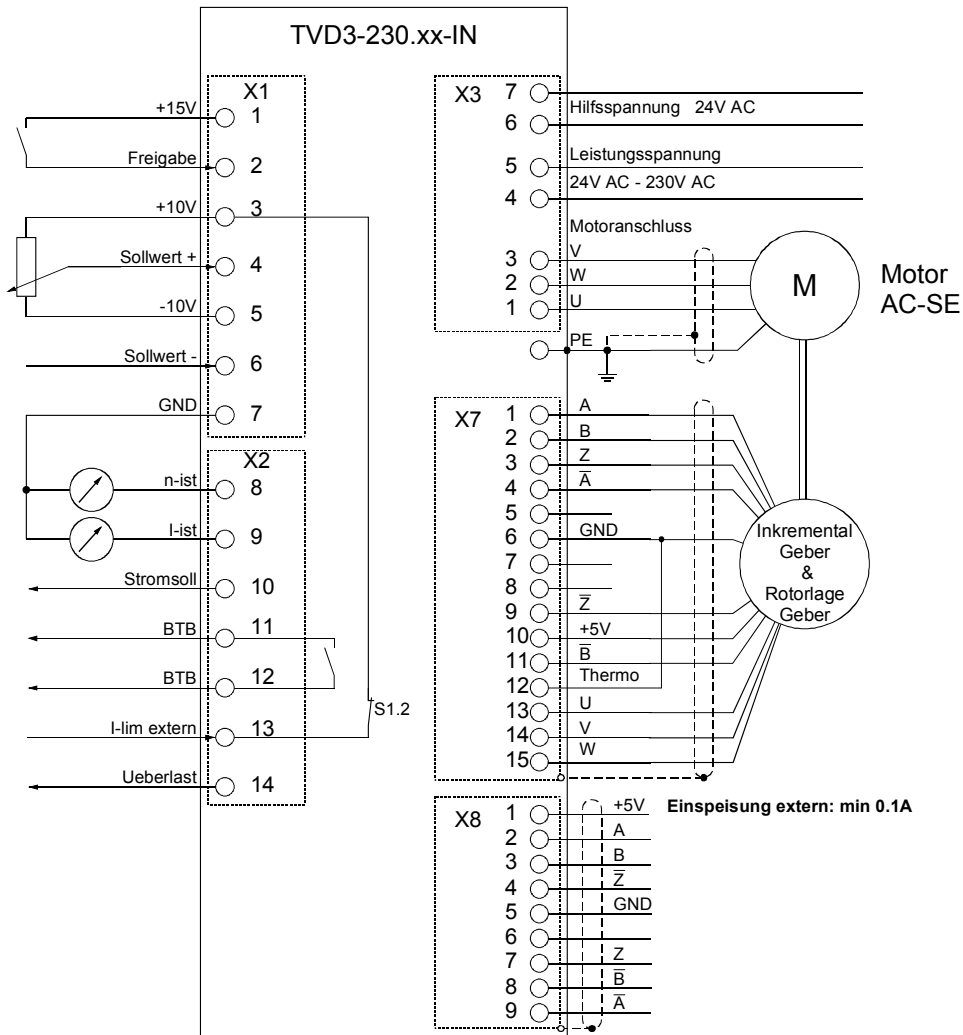 TVD3-230.xx-IN
X1
+15V 1
Freigabe 2
+10V 3
Sollwert + 4
-10V 5
Sollwert - 6
GND 7
X2
n-ist 8
I-ist 9
Stromsoll 10
BTB 11
BTB 12
I-lim extern 13
Ueberlast 14
S1.2
X3
7
Hilfsspannung 24V AC
6
5 Leistungsspannung
4 24V AC - 230V AC
Motoranschluss
3 V
2 W
1 U
PE
M
Motor
AC-SE
X7
1 A
2 B
3 Z
4 A̅
5
6 GND
7
8
9 Z̅
10 +5V
11 B̅
12 Thermo
13 U
14 V
15 W
Inkremental
Geber
&
Rotorlage
Geber
X8
1 +5V Einspeisung extern: min 0.1A
2 A
3 B
4 Z̅
5 GND
6
7 Z
8 B̅
9 A̅